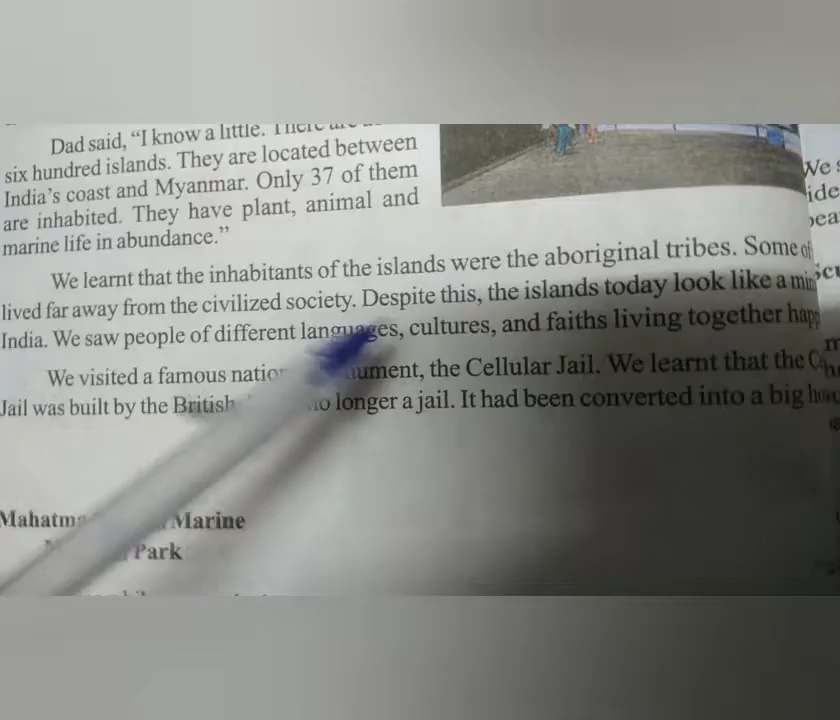 Dad said, “I know a little. There are
six hundred islands. They are located between
India’s coast and Myanmar. Only 37 of them
are inhabited. They have plant, animal and
marine life in abundance.”
We learnt that the inhabitants of the islands were the aboriginal tribes. Some of
lived far away from the civilized society. Despite this, the islands today look like a
India. We saw people of different languages, cultures, and faiths living together
We visited a famous the Cellular Jail. We learnt that the
Jail was built by the British no longer a jail. It had been converted into a big
Marine
Park
We